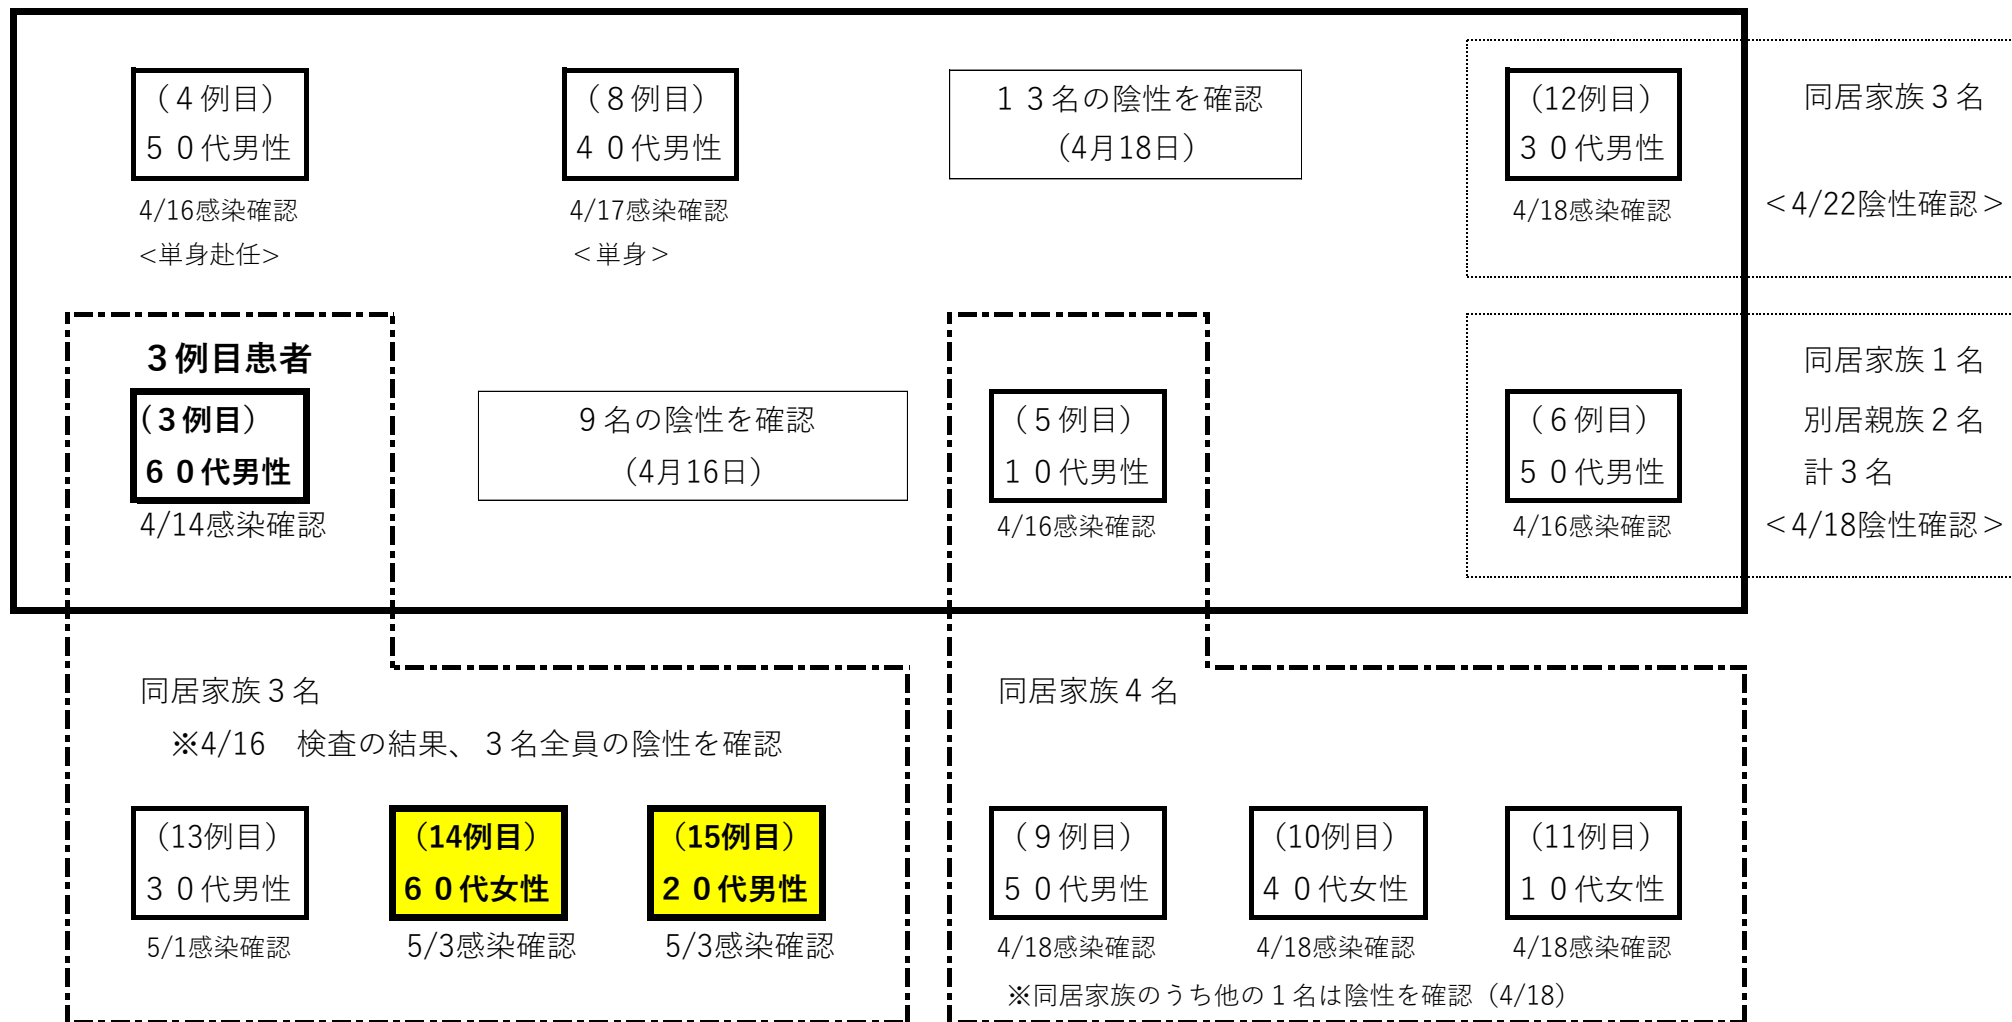 （４例目）
５０代男性
4/16感染確認
<単身赴任>
（８例目）
４０代男性
4/17感染確認
＜単身＞
１３名の陰性を確認
（4月18日）
（12例目）
３０代男性
4/18感染確認
同居家族３名
＜4/22陰性確認＞
３例目患者
（３例目）
６０代男性
4/14感染確認
９名の陰性を確認
（4月16日）
（５例目）
１０代男性
4/16感染確認
（６例目）
５０代男性
4/16感染確認
同居家族１名
別居親族２名
計３名
＜4/18陰性確認＞
同居家族３名
※4/16　検査の結果、３名全員の陰性を確認
（13例目）
３０代男性
5/1感染確認
（14例目）
６０代女性
5/3感染確認
（15例目）
２０代男性
5/3感染確認
同居家族４名
（９例目）
５０代男性
4/18感染確認
（10例目）
４０代女性
4/18感染確認
（11例目）
１０代女性
4/18感染確認
※同居家族のうち他の１名は陰性を確認（4/18）